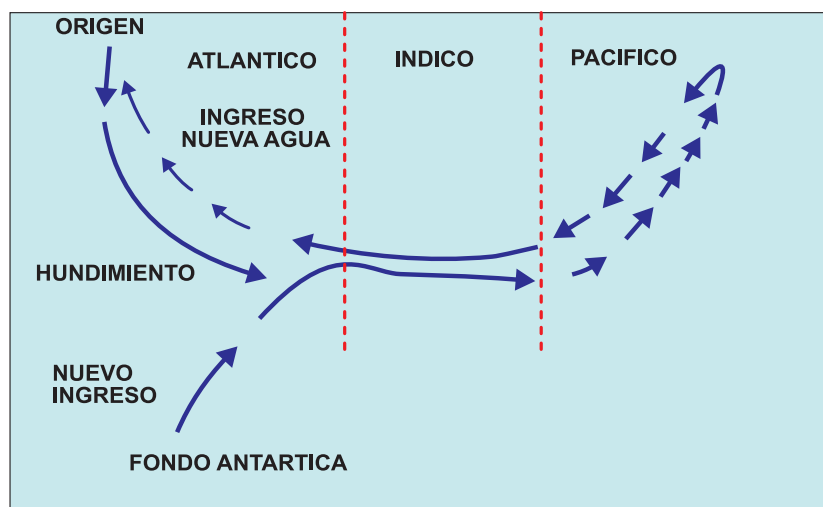 ORIGEN
ATLANTICO
INDICO
PACIFICO
INGRESO
NUEVA AGUA
HUNDIMIENTO
NUEVO
INGRESO
FONDO ANTARTICA